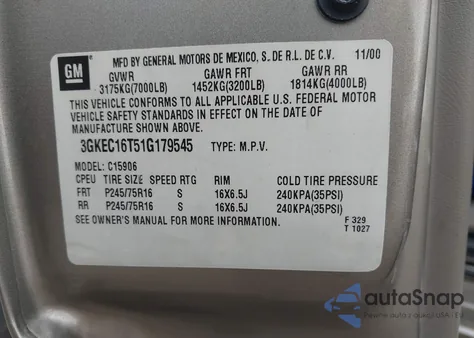 GM
MFD BY GENERAL MOTORS DE MEXICO, S. DE R.L. DE C.V. 11/00
GVWR GAWR FRT GAWR RR
3175KG(7000LB) 1452KG(3200LB) 1814KG(4000LB)
THIS VEHICLE CONFORMS TO ALL APPLICABLE U.S. FEDERAL MOTOR
VEHICLE SAFETY STANDARDS IN EFFECT ON THE DATE OF
MANUFACTURE SHOWN ABOVE.
3GKEC16T51G179545 TYPE: M.P.V.
MODEL: C15906
CPEU TIRE SIZE SPEED RTG RIM COLD TIRE PRESSURE
FRT P245/75R16 S 16X6.5J 240KPA(35PSI)
RR P245/75R16 S 16X6.5J 240KPA(35PSI)
SEE OWNER'S MANUAL FOR MORE INFORMATION. F 329
T 1027
autoSnap